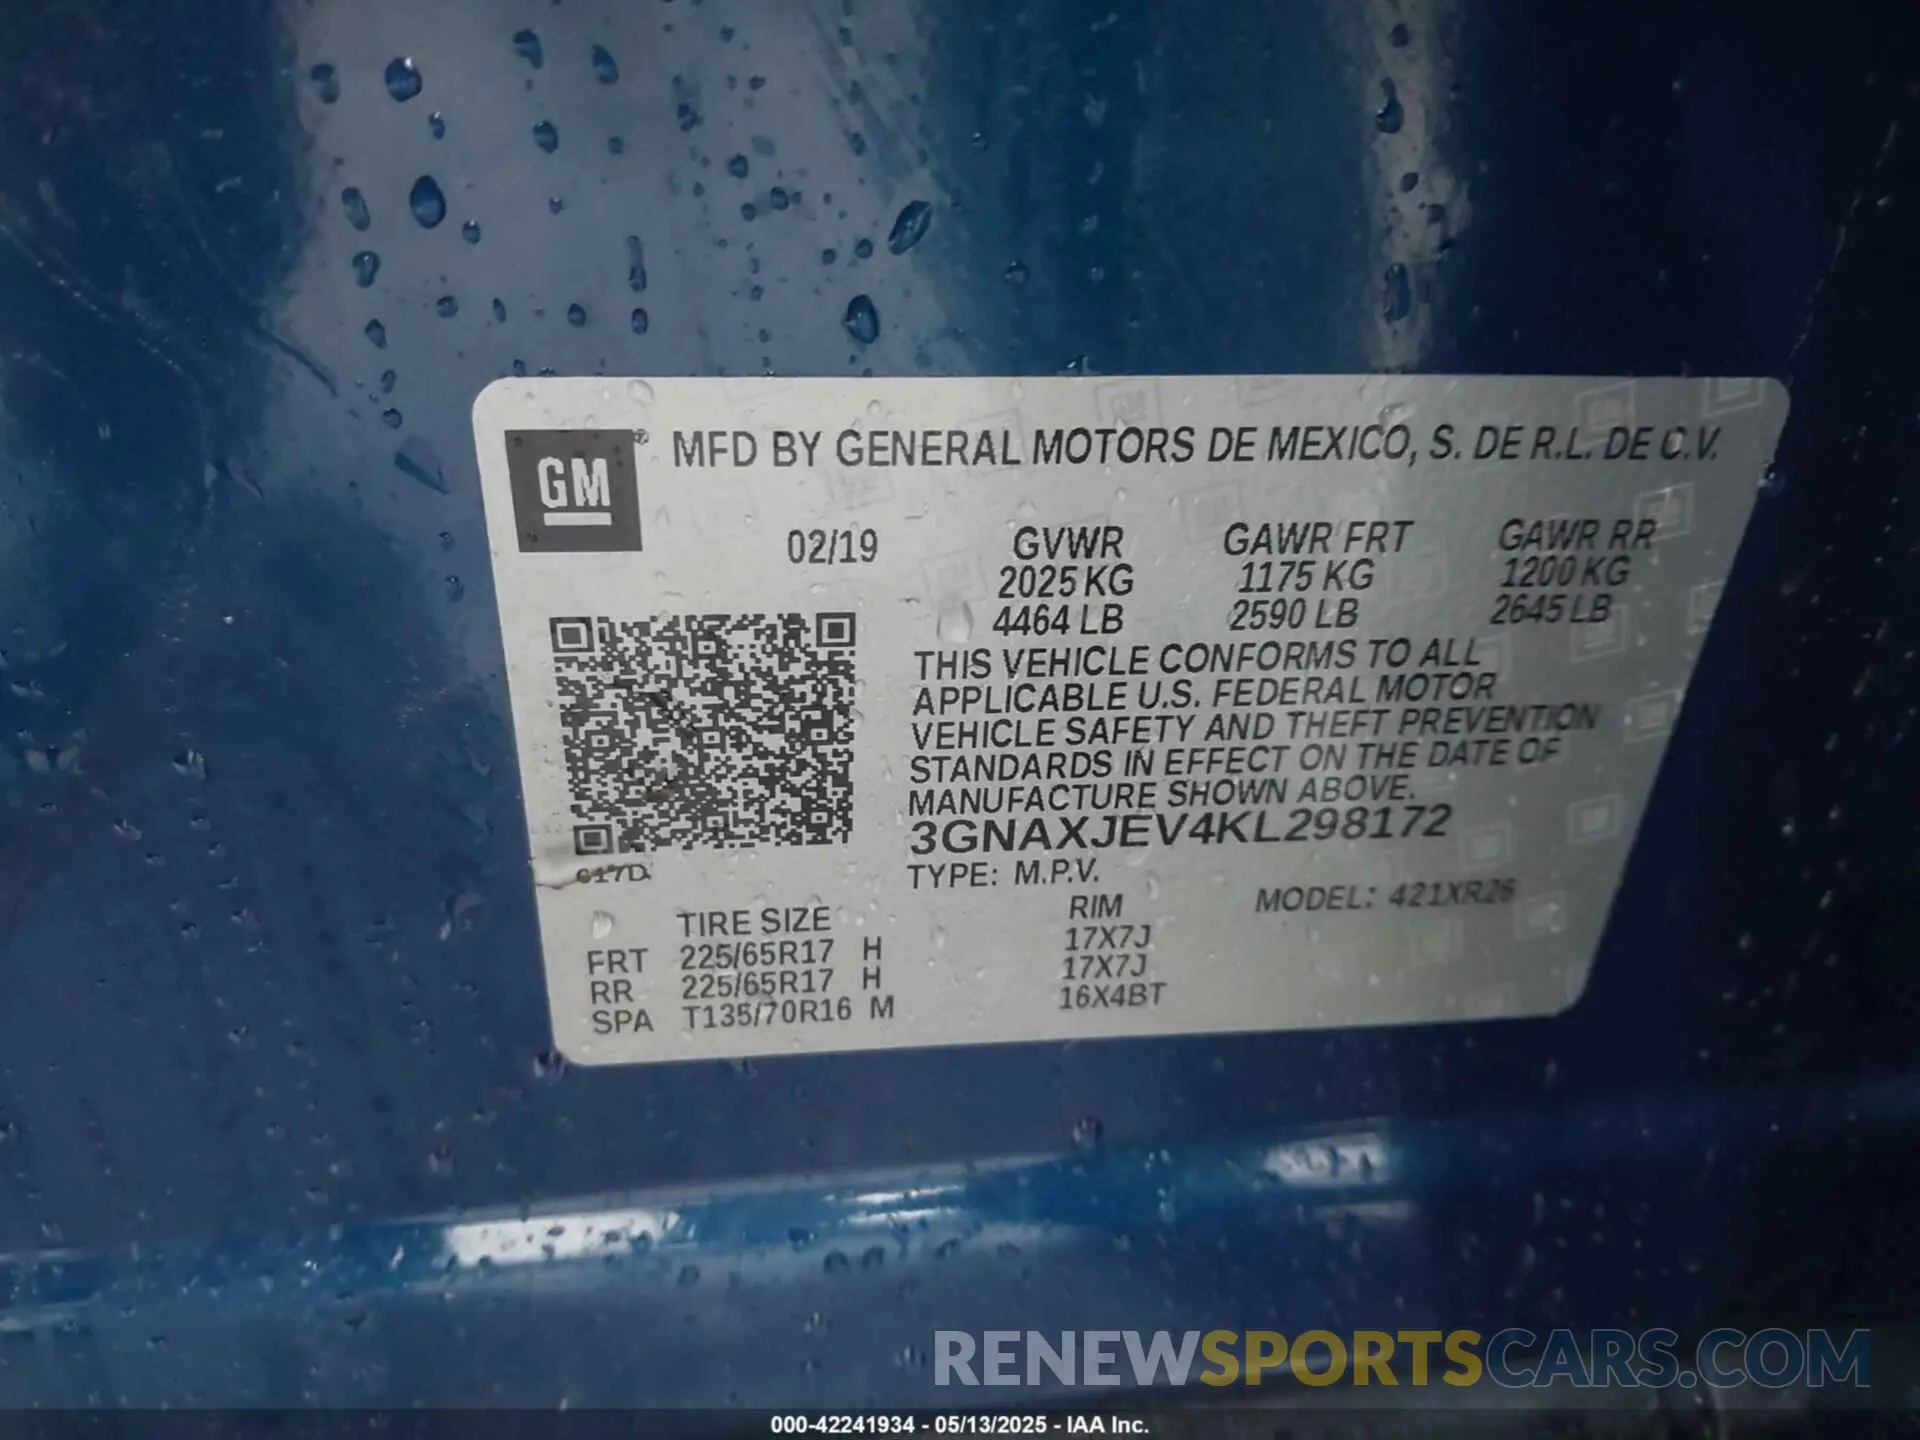 GM
® MFD BY GENERAL MOTORS DE MEXICO, S. DE R.L. DE C.V.
02/19 GVWR GAWR FRT GAWR RR
2025 KG 1175 KG 1200 KG
4464 LB 2590 LB 2645 LB
THIS VEHICLE CONFORMS TO ALL
APPLICABLE U.S. FEDERAL MOTOR
VEHICLE SAFETY AND THEFT PREVENTION
STANDARDS IN EFFECT ON THE DATE OF
MANUFACTURE SHOWN ABOVE.
3GNAXJEV4KL298172
TYPE: M.P.V.
MODEL: 421XR26
TIRE SIZE RIM
FRT 225/65R17 H 17X7J
RR 225/65R17 H 17X7J
SPA T135/70R16 M 16X4BT
RENEWSPORTSCARS.COM
000-42241934 - 05/13/2025 - IAA Inc.